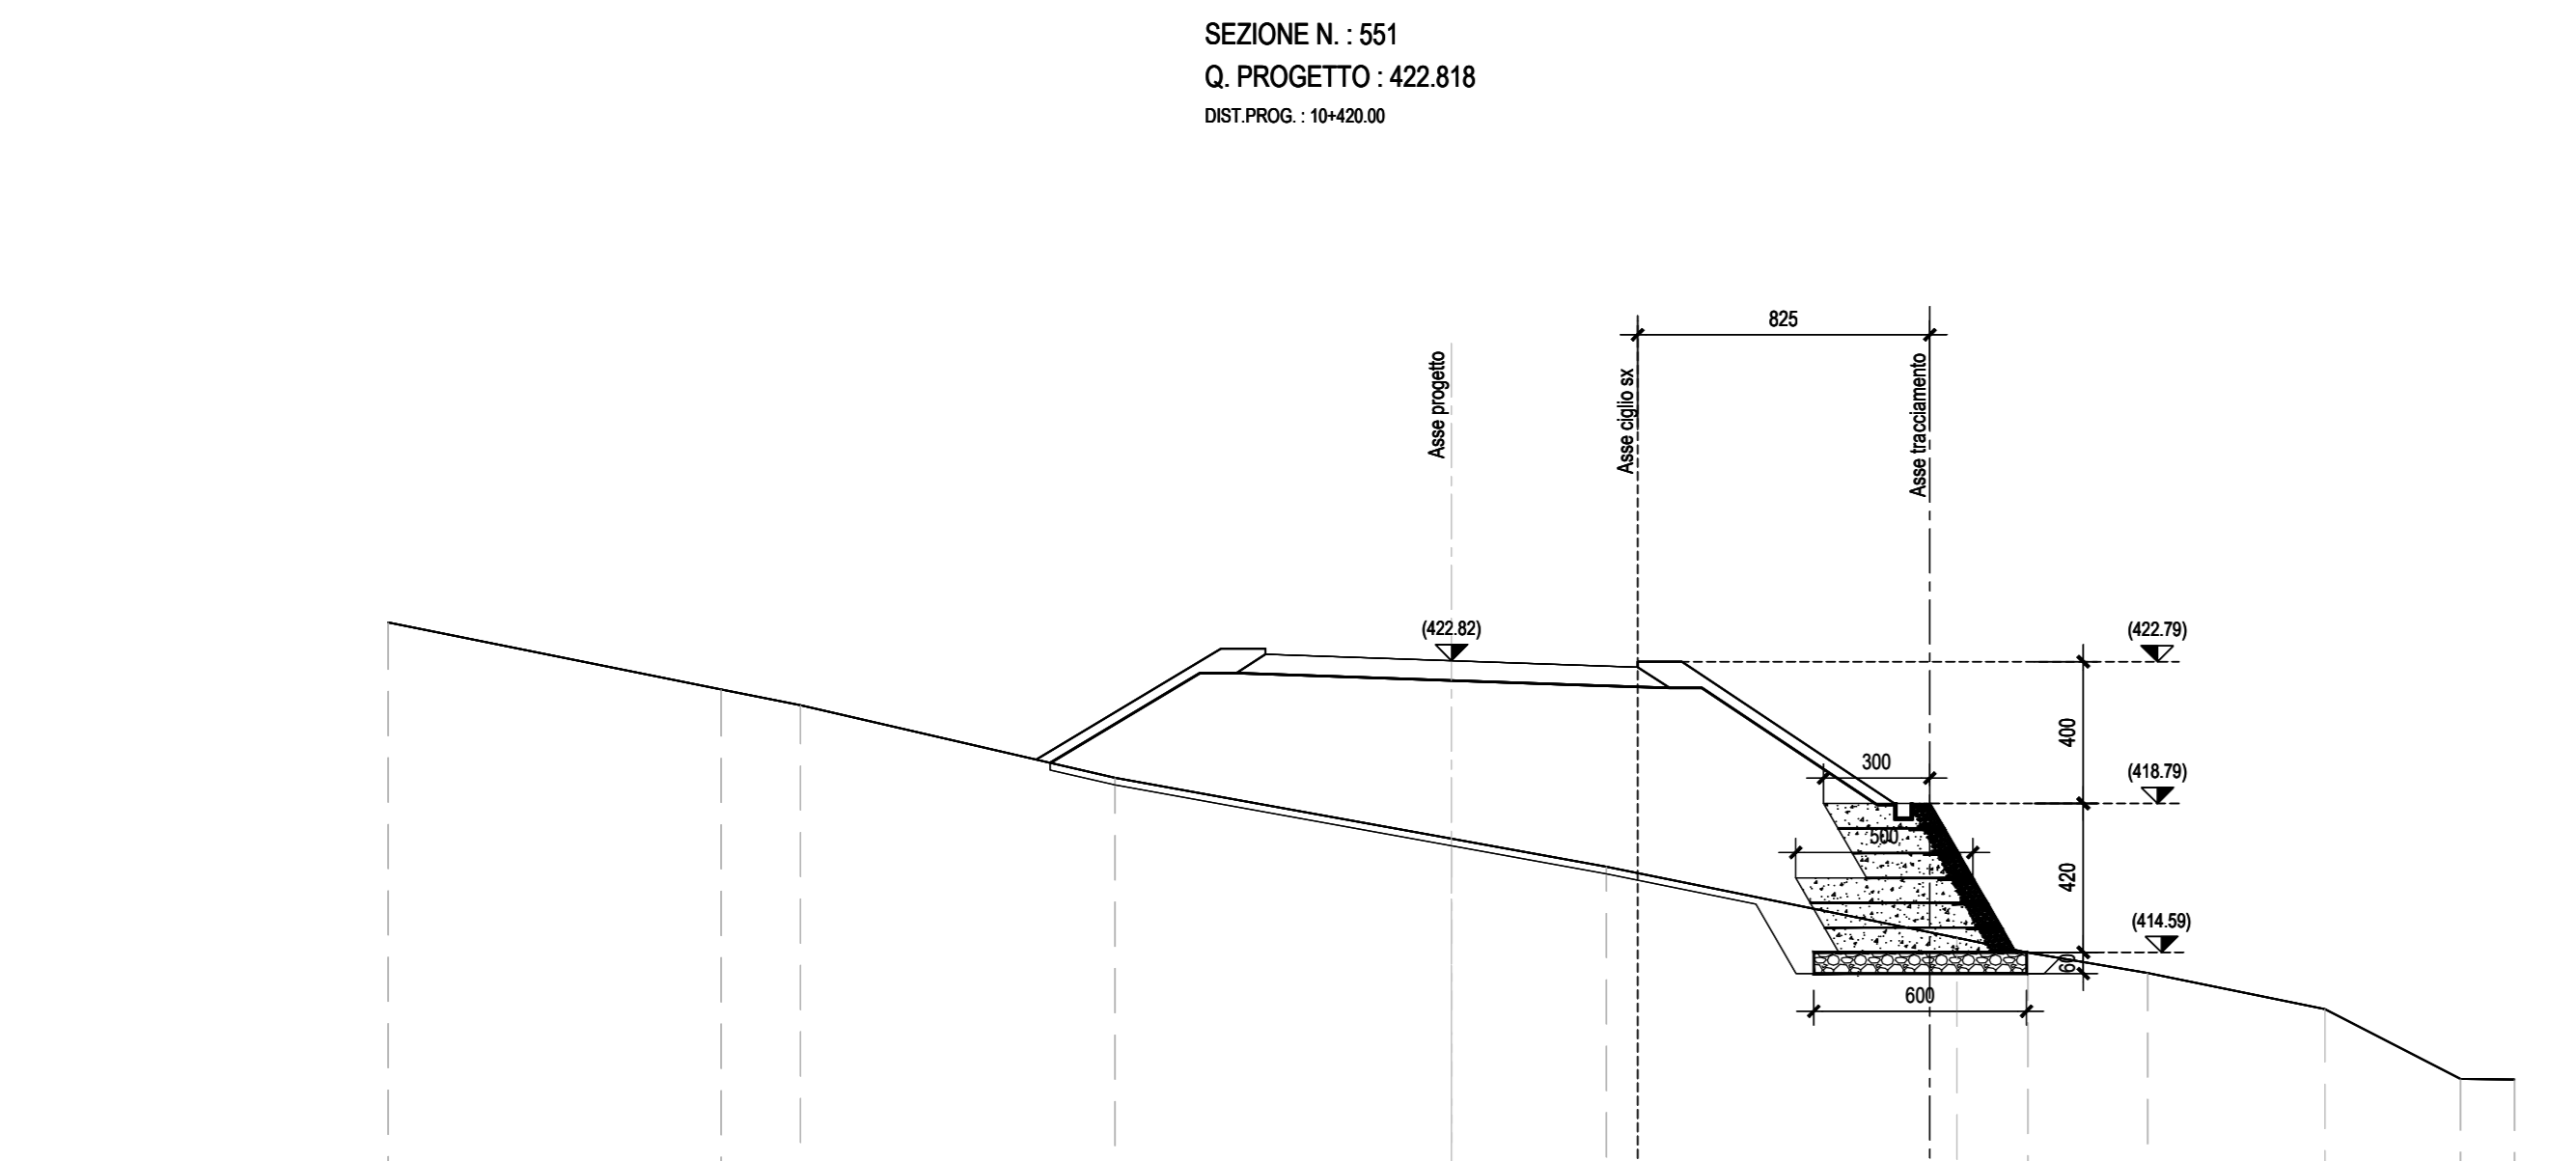 SEZIONE N. : 551
Q. PROGETTO : 422.818
DIST.PROG. : 10+420.00
825
Asse progetto
Asse ciglio sx
Asse tracciamento
(422.82)
(422.79)
400
300
(418.79)
500
420
(414.59)
60
600